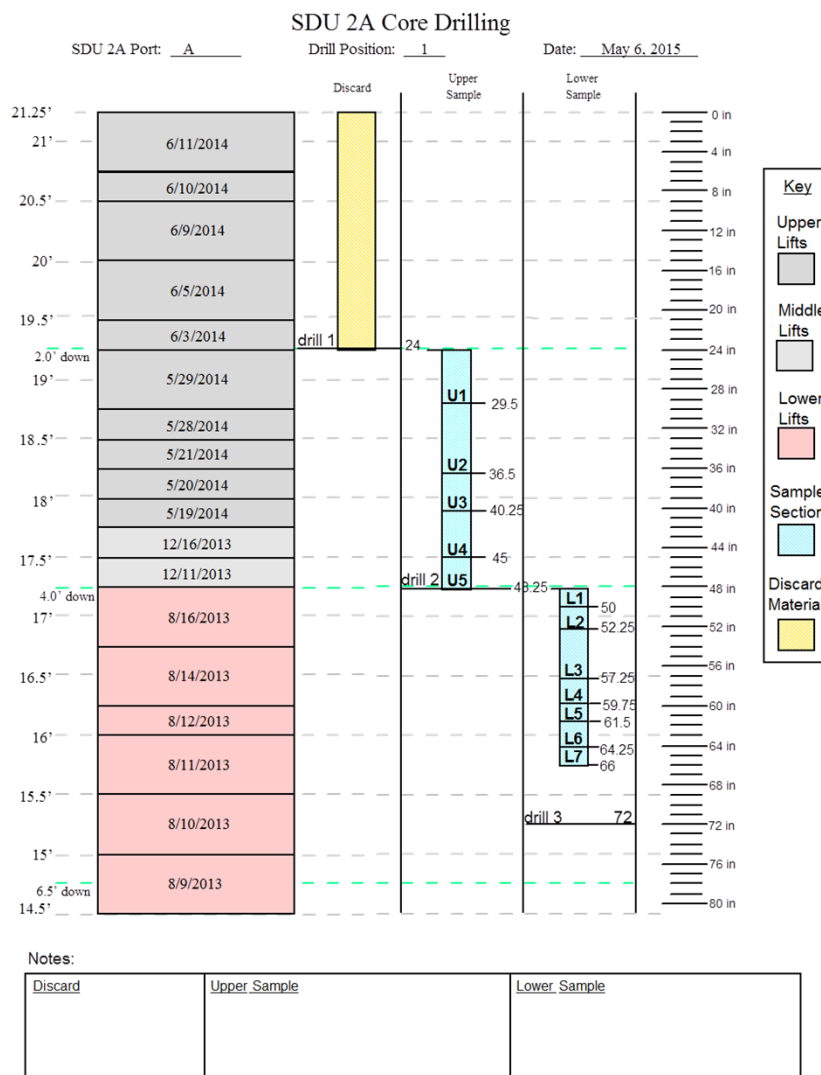 SDU 2A Core Drilling
SDU 2A Port: A Drill Position: 1 Date: May 6, 2015
Discard
Upper
Sample
Lower
Sample
21.25’
21’
20.5’
20’
19.5’
2.0’ down
19’
18.5’
18’
17.5’
4.0’ down
17’
16.5’
16’
15.5’
15’
6.5’ down
14.5’
6/11/2014
6/10/2014
6/9/2014
6/5/2014
6/3/2014
5/29/2014
5/28/2014
5/21/2014
5/20/2014
5/19/2014
12/16/2013
12/11/2013
8/16/2013
8/14/2013
8/12/2013
8/11/2013
8/10/2013
8/9/2013
drill 1 24
U1 29.5
U2 36.5
U3 40.25
U4 45
drill 2 U5 48.25
L1 50
L2 52.25
L3 57.25
L4 59.75
L5 61.5
L6 64.25
L7 66
drill 3 72
0 in
4 in
8 in
12 in
16 in
20 in
24 in
28 in
32 in
36 in
40 in
44 in
48 in
52 in
56 in
60 in
64 in
68 in
72 in
76 in
80 in
Key
Upper
Lifts
Middle
Lifts
Lower
Lifts
Sample
Section
Discard
Material
Notes:
Discard
Upper Sample
Lower Sample